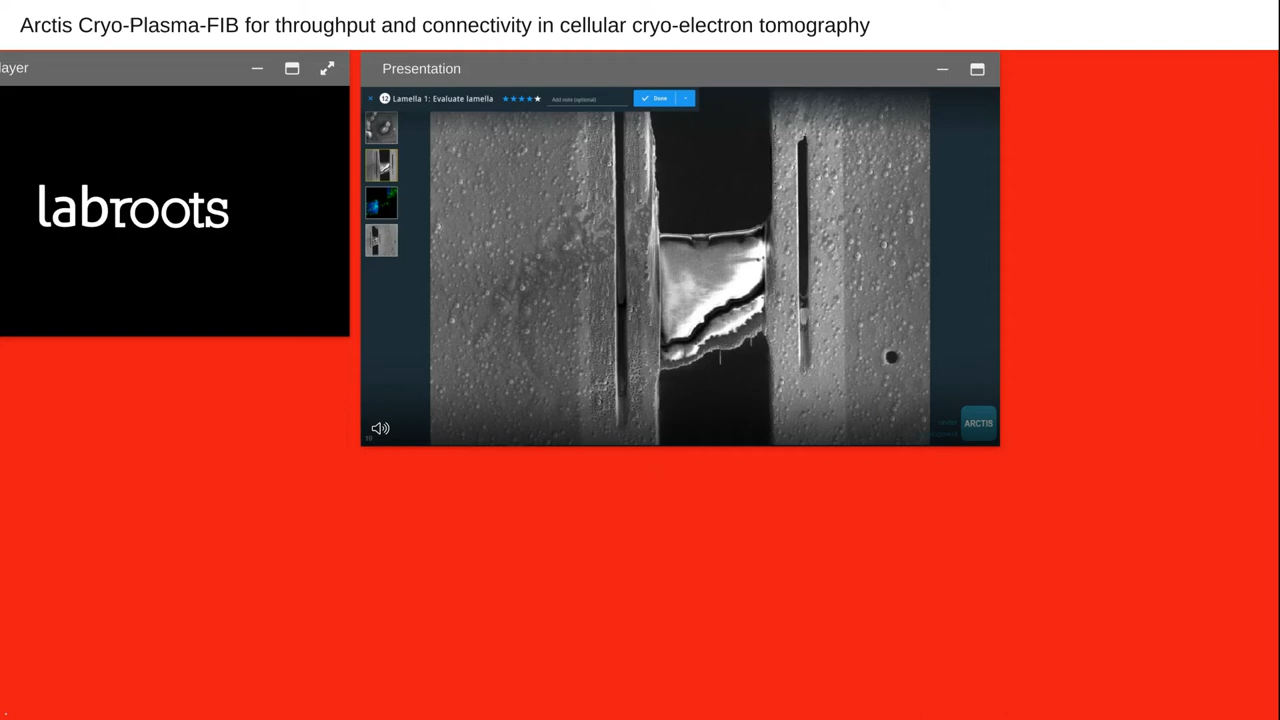 Arctis Cryo-Plasma-FIB for throughput and connectivity in cellular cryo-electron tomography
layer
Presentation
12 Lamella 1: Evaluate lamella
Add note (optional)
Done
labroots
under
ARCTIS